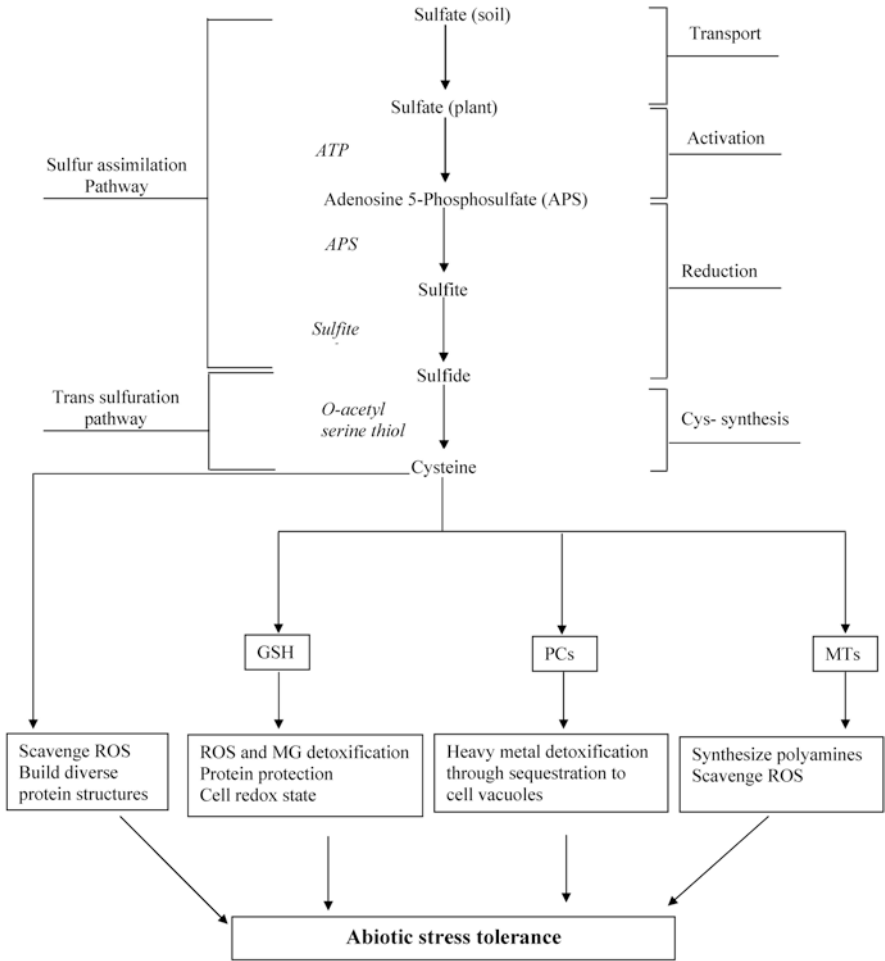 Sulfate (soil)
Transport
Sulfate (plant)
ATP
Activation
Sulfur assimilation
Pathway
Adenosine 5-Phosphosulfate (APS)
APS
Reduction
Sulfite
Sulfite
Sulfide
Trans sulfuration
pathway
O-acetyl
serine thiol
Cys- synthesis
Cysteine
GSH
PCs
MTs
Scavenge ROS
Build diverse
protein structures
ROS and MG detoxification
Protein protection
Cell redox state
Heavy metal detoxification
through sequestration to
cell vacuoles
Synthesize polyamines
Scavenge ROS
Abiotic stress tolerance